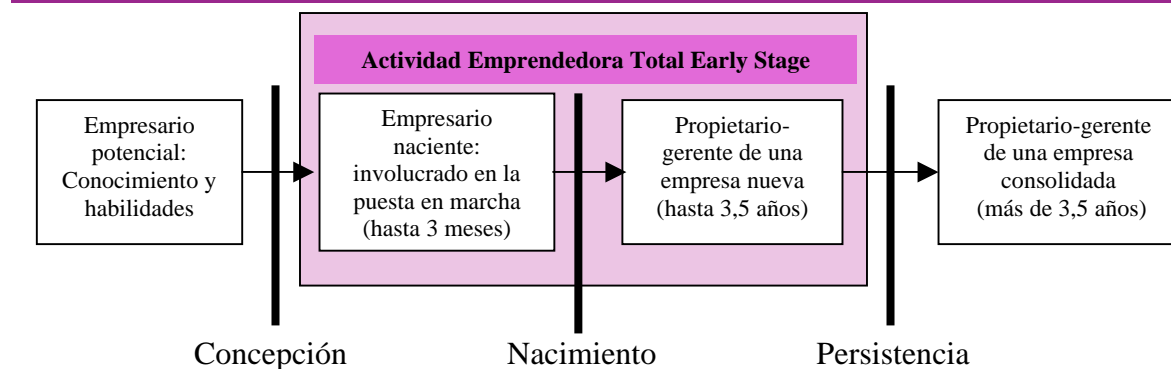 Actividad Emprendedora Total Early Stage
Empresario
potencial:
Conocimiento y
habilidades
Empresario
naciente:
involucrado en la
puesta en marcha
(hasta 3 meses)
Propietario-
gerente de una
empresa nueva
(hasta 3,5 años)
Propietario-gerente
de una empresa
consolidada
(más de 3,5 años)
Concepción
Nacimiento
Persistencia